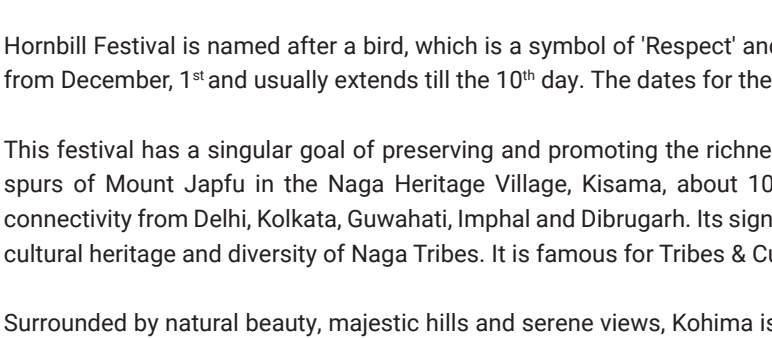 Hornbill Festival is named after a bird, which is a symbol of 'Respect' and
from December, 1st and usually extends till the 10th day. The dates for the
This festival has a singular goal of preserving and promoting the
spurs of Mount Japfu in the Naga Heritage Village, Kisama, about 10
connectivity from Delhi, Kolkata, Guwahati, Imphal and Dibrugarh. Its
cultural heritage and diversity of Naga Tribes. It is famous for Tribes &
Surrounded by natural beauty, majestic hills and serene views, Kohima is